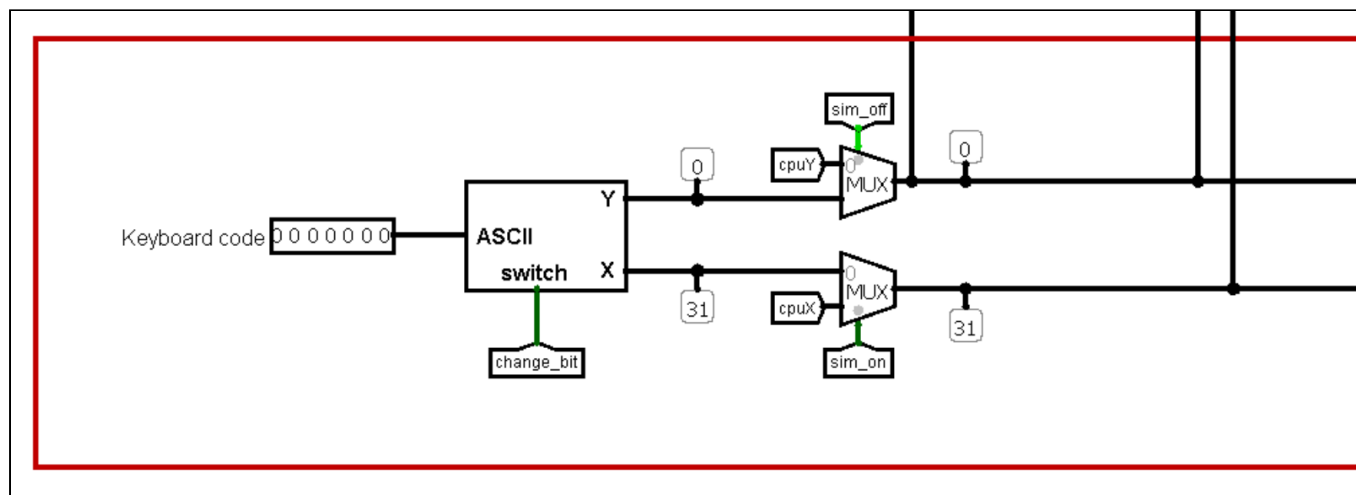 sim_off
0
cpuY
0
MUX
0
Y
Keyboard code 0 0 0 0 0 0 0
ASCII
switch
X
0
MUX
31
cpuX
31
change_bit
sim_on